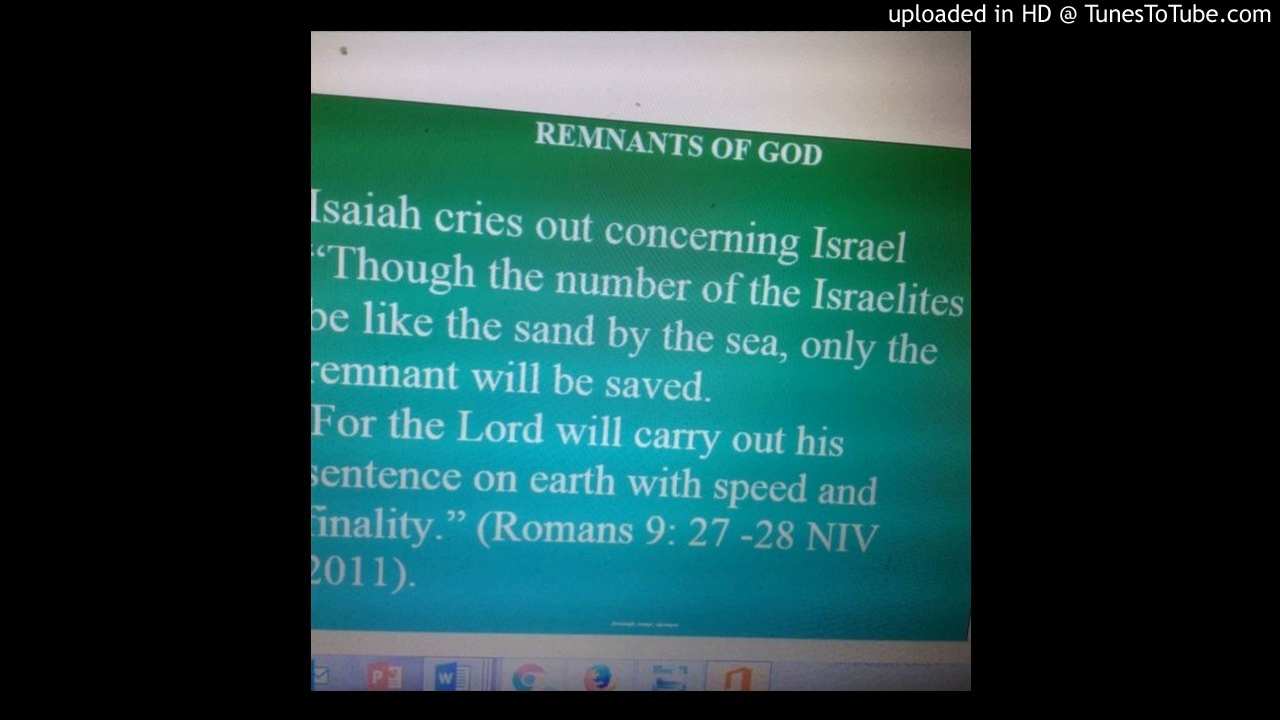 uploaded in HD @ TunesToTube.com
REMNANTS OF GOD
Isaiah cries out concerning Israel
“Though the number of the Israelites
be like the sand by the sea, only the
remnant will be saved.
For the Lord will carry out his
sentence on earth with speed and
finality.” (Romans 9: 27 -28 NIV
2011).